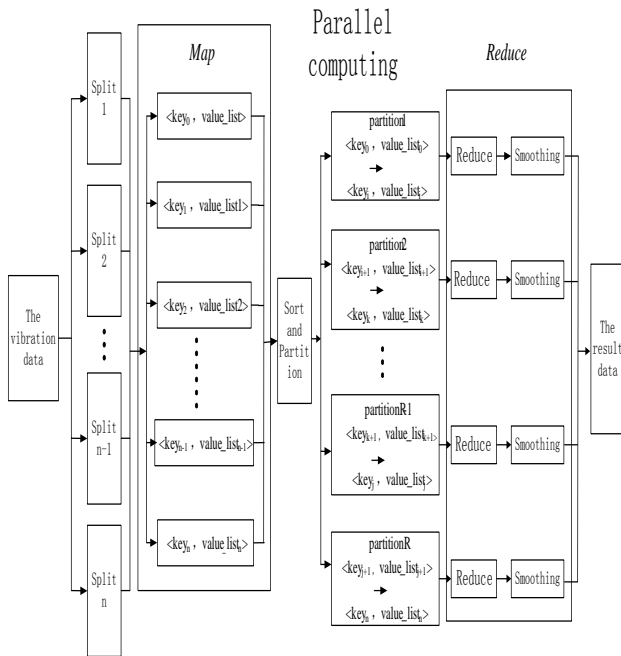 Parallel
computing
Map
Reduce
The
vibration
data
Split
1
Split
2
Split
n-1
Split
n
<key₀, value_list>
<key₁, value_list1>
<key₂, value_list2>
<keyₙ₋₁, value_listₙ₋₁>
<keyₙ, value_listₙ>
Sort
and
Partit
ion
partition1
<key₀, value_list₀>
<keyᵢ, value_listᵢ>
partition2
<keyᵢ₊₁, value_listᵢ₊₁>
<keyₖ, value_listₖ>
partitionR-1
<keyₖ₊₁, value_listₖ₊₁>
<keyⱼ, value_listⱼ>
partitionR
<keyⱼ₊₁, value_listⱼ₊₁>
<keyₙ, value_listₙ>
Reduce
Smoothing
Reduce
Smoothing
Reduce
Smoothing
Reduce
Smoothing
The
result
data